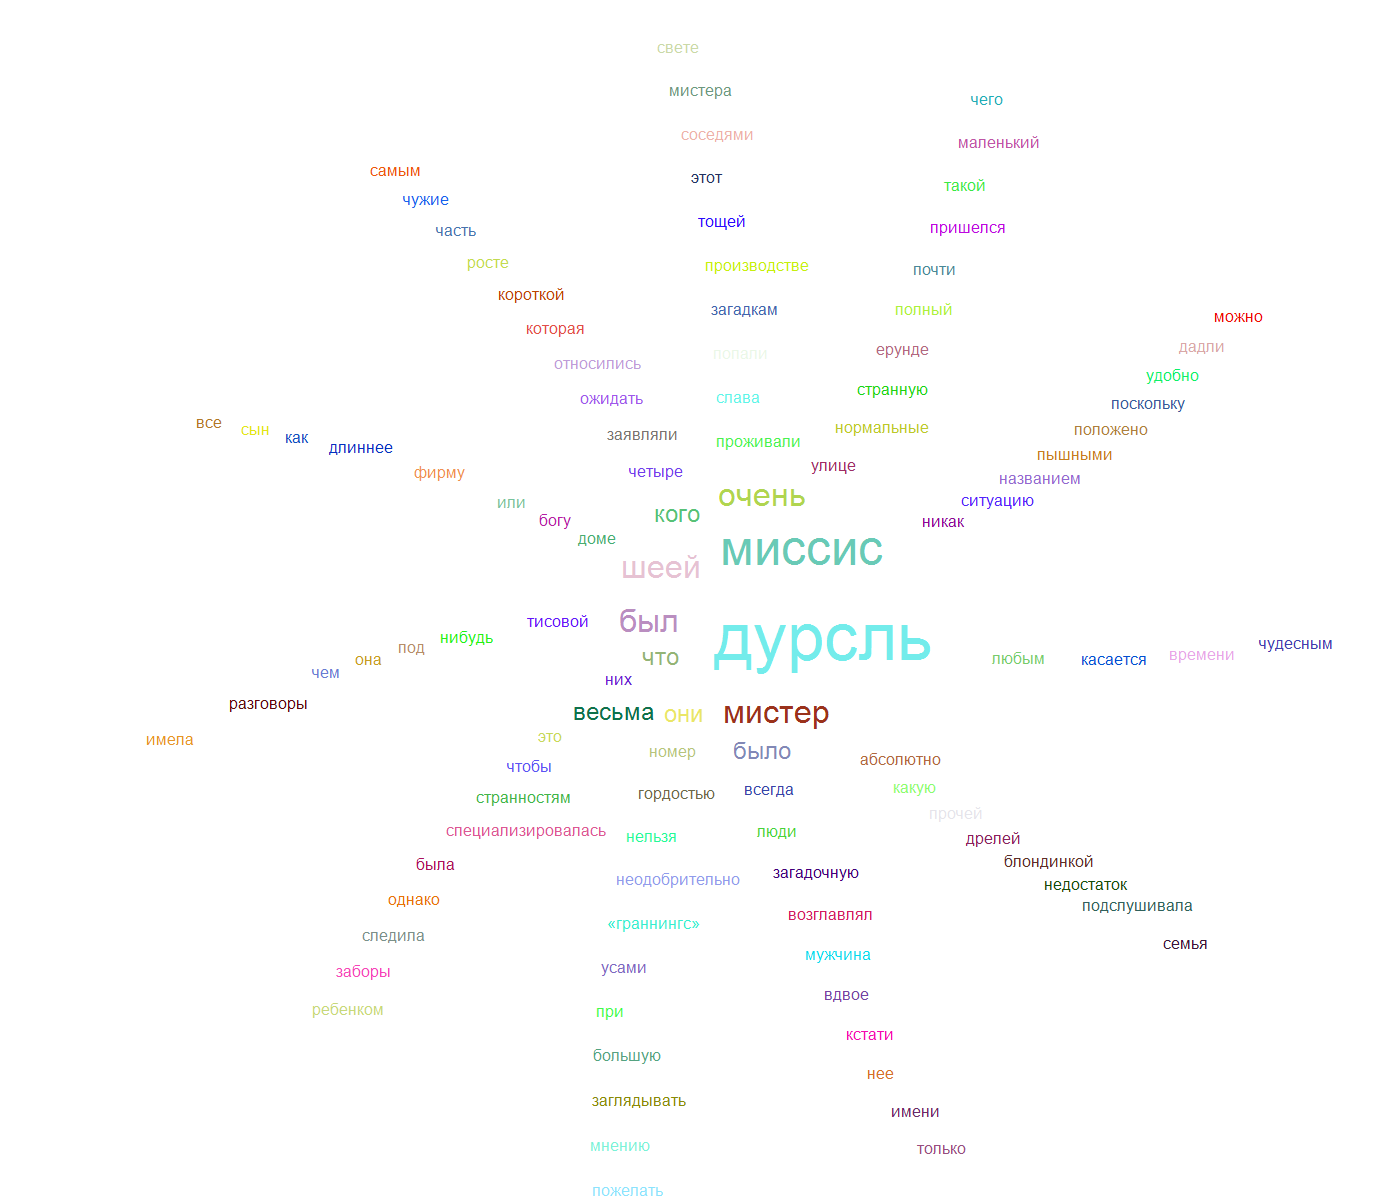 свете
мистера
чего
соседями
маленький
самым
этот
такой
чужие
тощей
пришелся
часть
росте
производстве
почти
короткой
загадкам
попный
можно
которая
ерунде
дадли
попали
относились
странную
удобно
ожидать
слава
поскольку
все
сын
как
заявляли
проживали
нормальные
положено
длиннее
пышными
фирму
четыре
улице
названием
или
очень
ситуацию
богу
кого
никак
доме
миссис
шеей
тисовой
был
дурсль
нибудь
под
она
что
любым
касается
времени
чудесным
чем
них
разговоры
весьма
они
мистер
имела
это
номер
было
абсолютно
чтобы
странностям
гордостью
всегда
какую
прочей
специализировалась
нельзя
люди
дрелей
была
блондинкой
неодобрительно
загадочную
недостаток
однако
подслушивала
«граннингс»
возглавлял
следила
семья
усами
мужчина
заборы
вдвое
ребенком
при
кстати
большую
нее
заглядывать
имени
мнению
только
пожелать